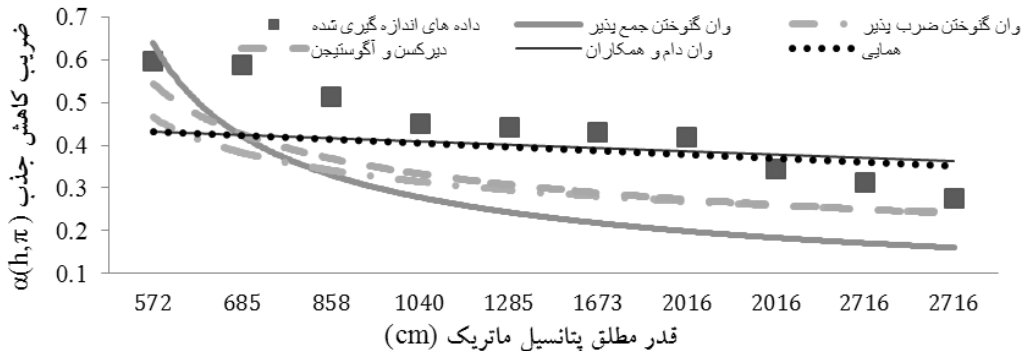 داده های اندازه گیری شده
وان گنوختن جمع پذیر
وان گنوختن ضرب پذیر
دیرکسن و آگوستیجن
وان دام و همکاران
همایی
ضریب کاهش جذب α(h,π)
0.7
0.6
0.5
0.4
0.3
0.2
0.1
572 685 858 1040 1285 1673 2016 2016 2716 2716
قدر مطلق پتانسیل ماتریک (cm)